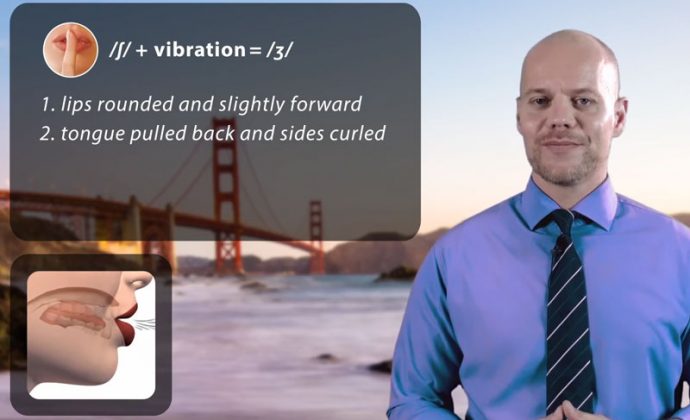 /ʃ/ + vibration = /ʒ/
1. lips rounded and slightly forward
2. tongue pulled back and sides curled